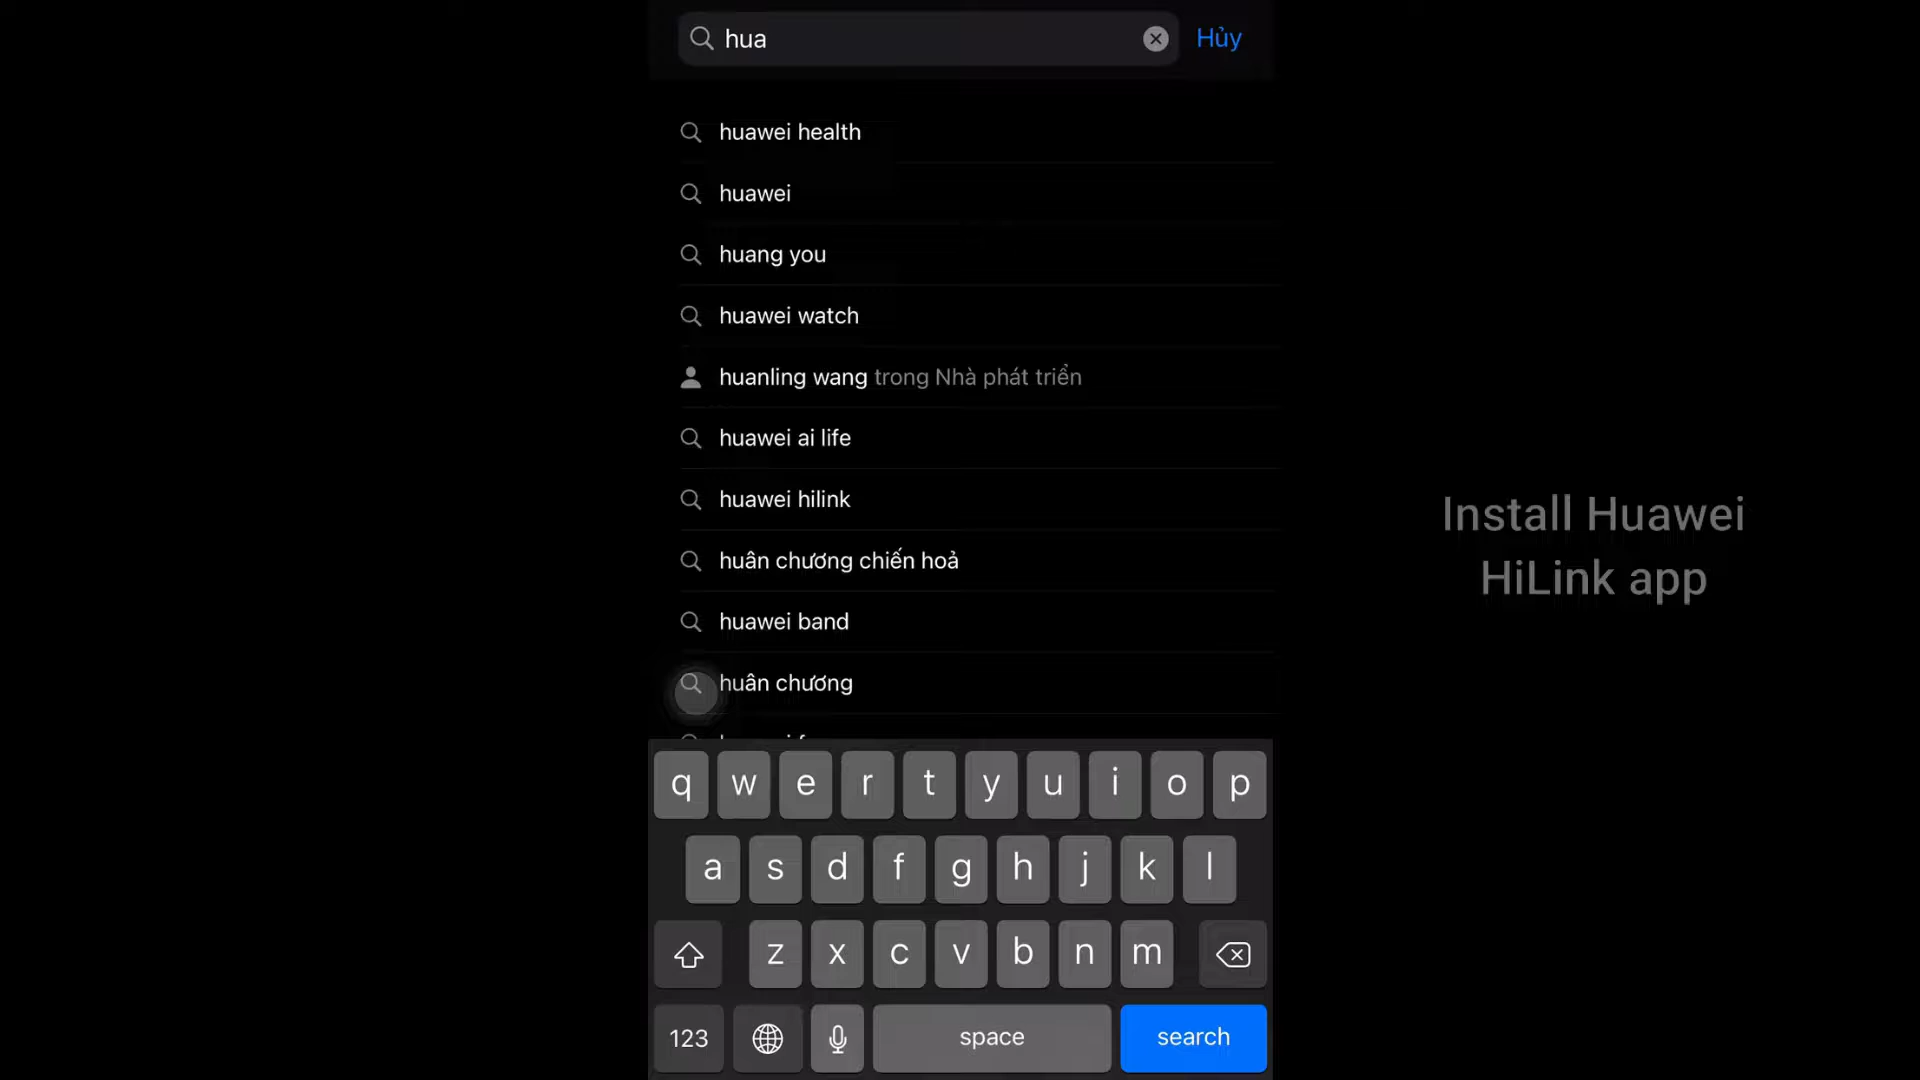 hua
Hủy
huawei health
huawei
huang you
huawei watch
huanling wang trong Nhà phát triển
huawei ai life
huawei hilink
huân chương chiến hoả
huawei band
huân chương
Install Huawei
HiLink app
q w e r t y u i o p
a s d f g h j k l
z x c v b n m
123 space search